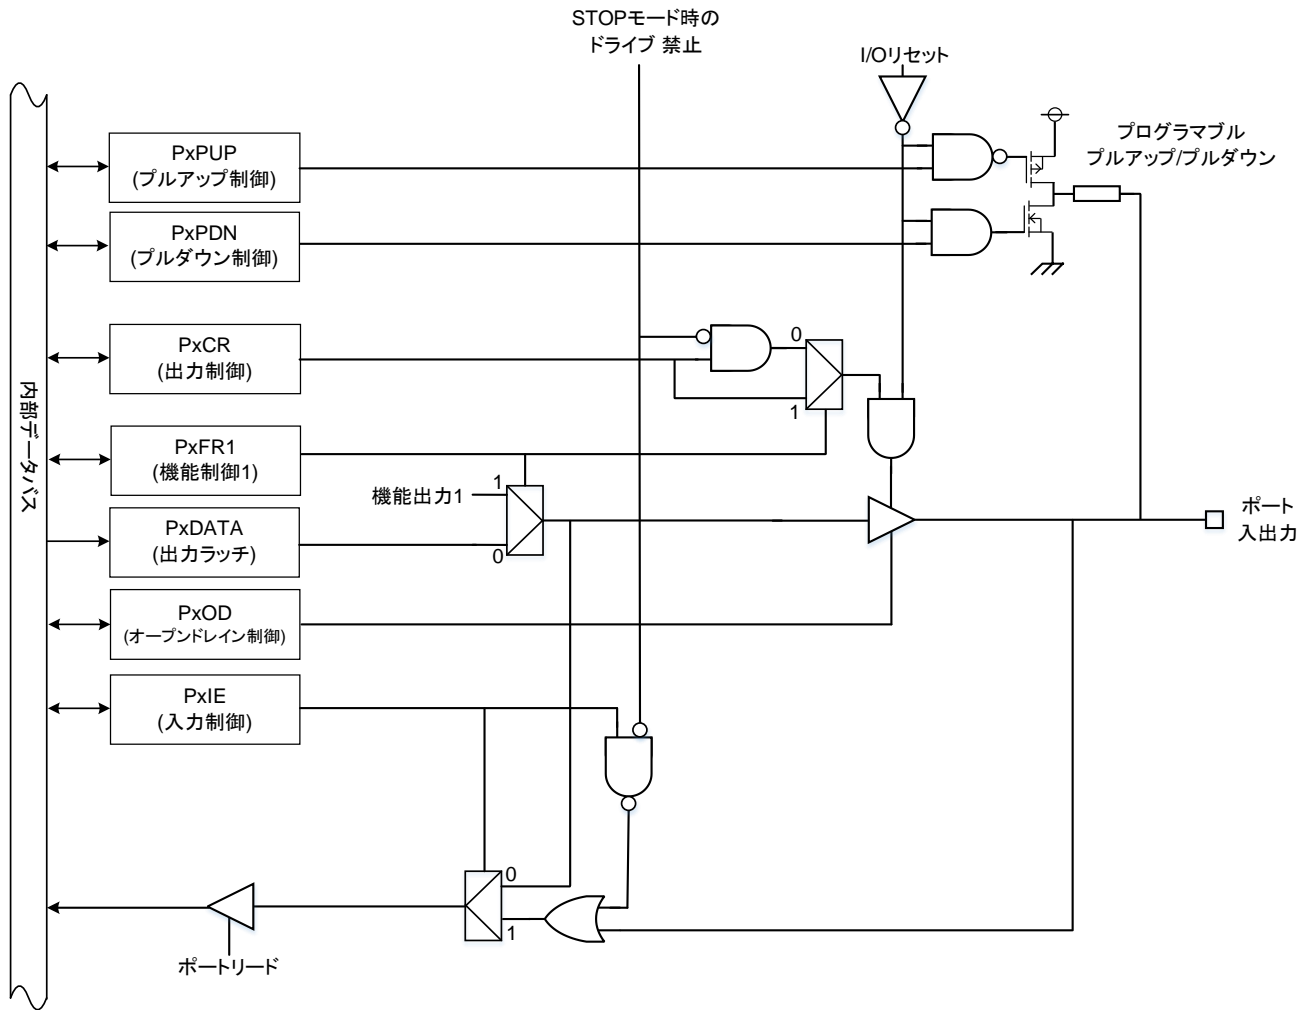 STOPモード時の
ドライブ 禁止
I/Oリセット
プログラマブル
プルアップ/プルダウン
PxPUP
(プルアップ制御)
PxPDN
(プルダウン制御)
PxCR
(出力制御)
0
1
内部データバス
PxFR1
(機能制御1)
機能出力1
1
0
PxDATA
(出力ラッチ)
ポート
入出力
PxOD
(オープンドレイン制御)
PxIE
(入力制御)
0
1
ポートリード